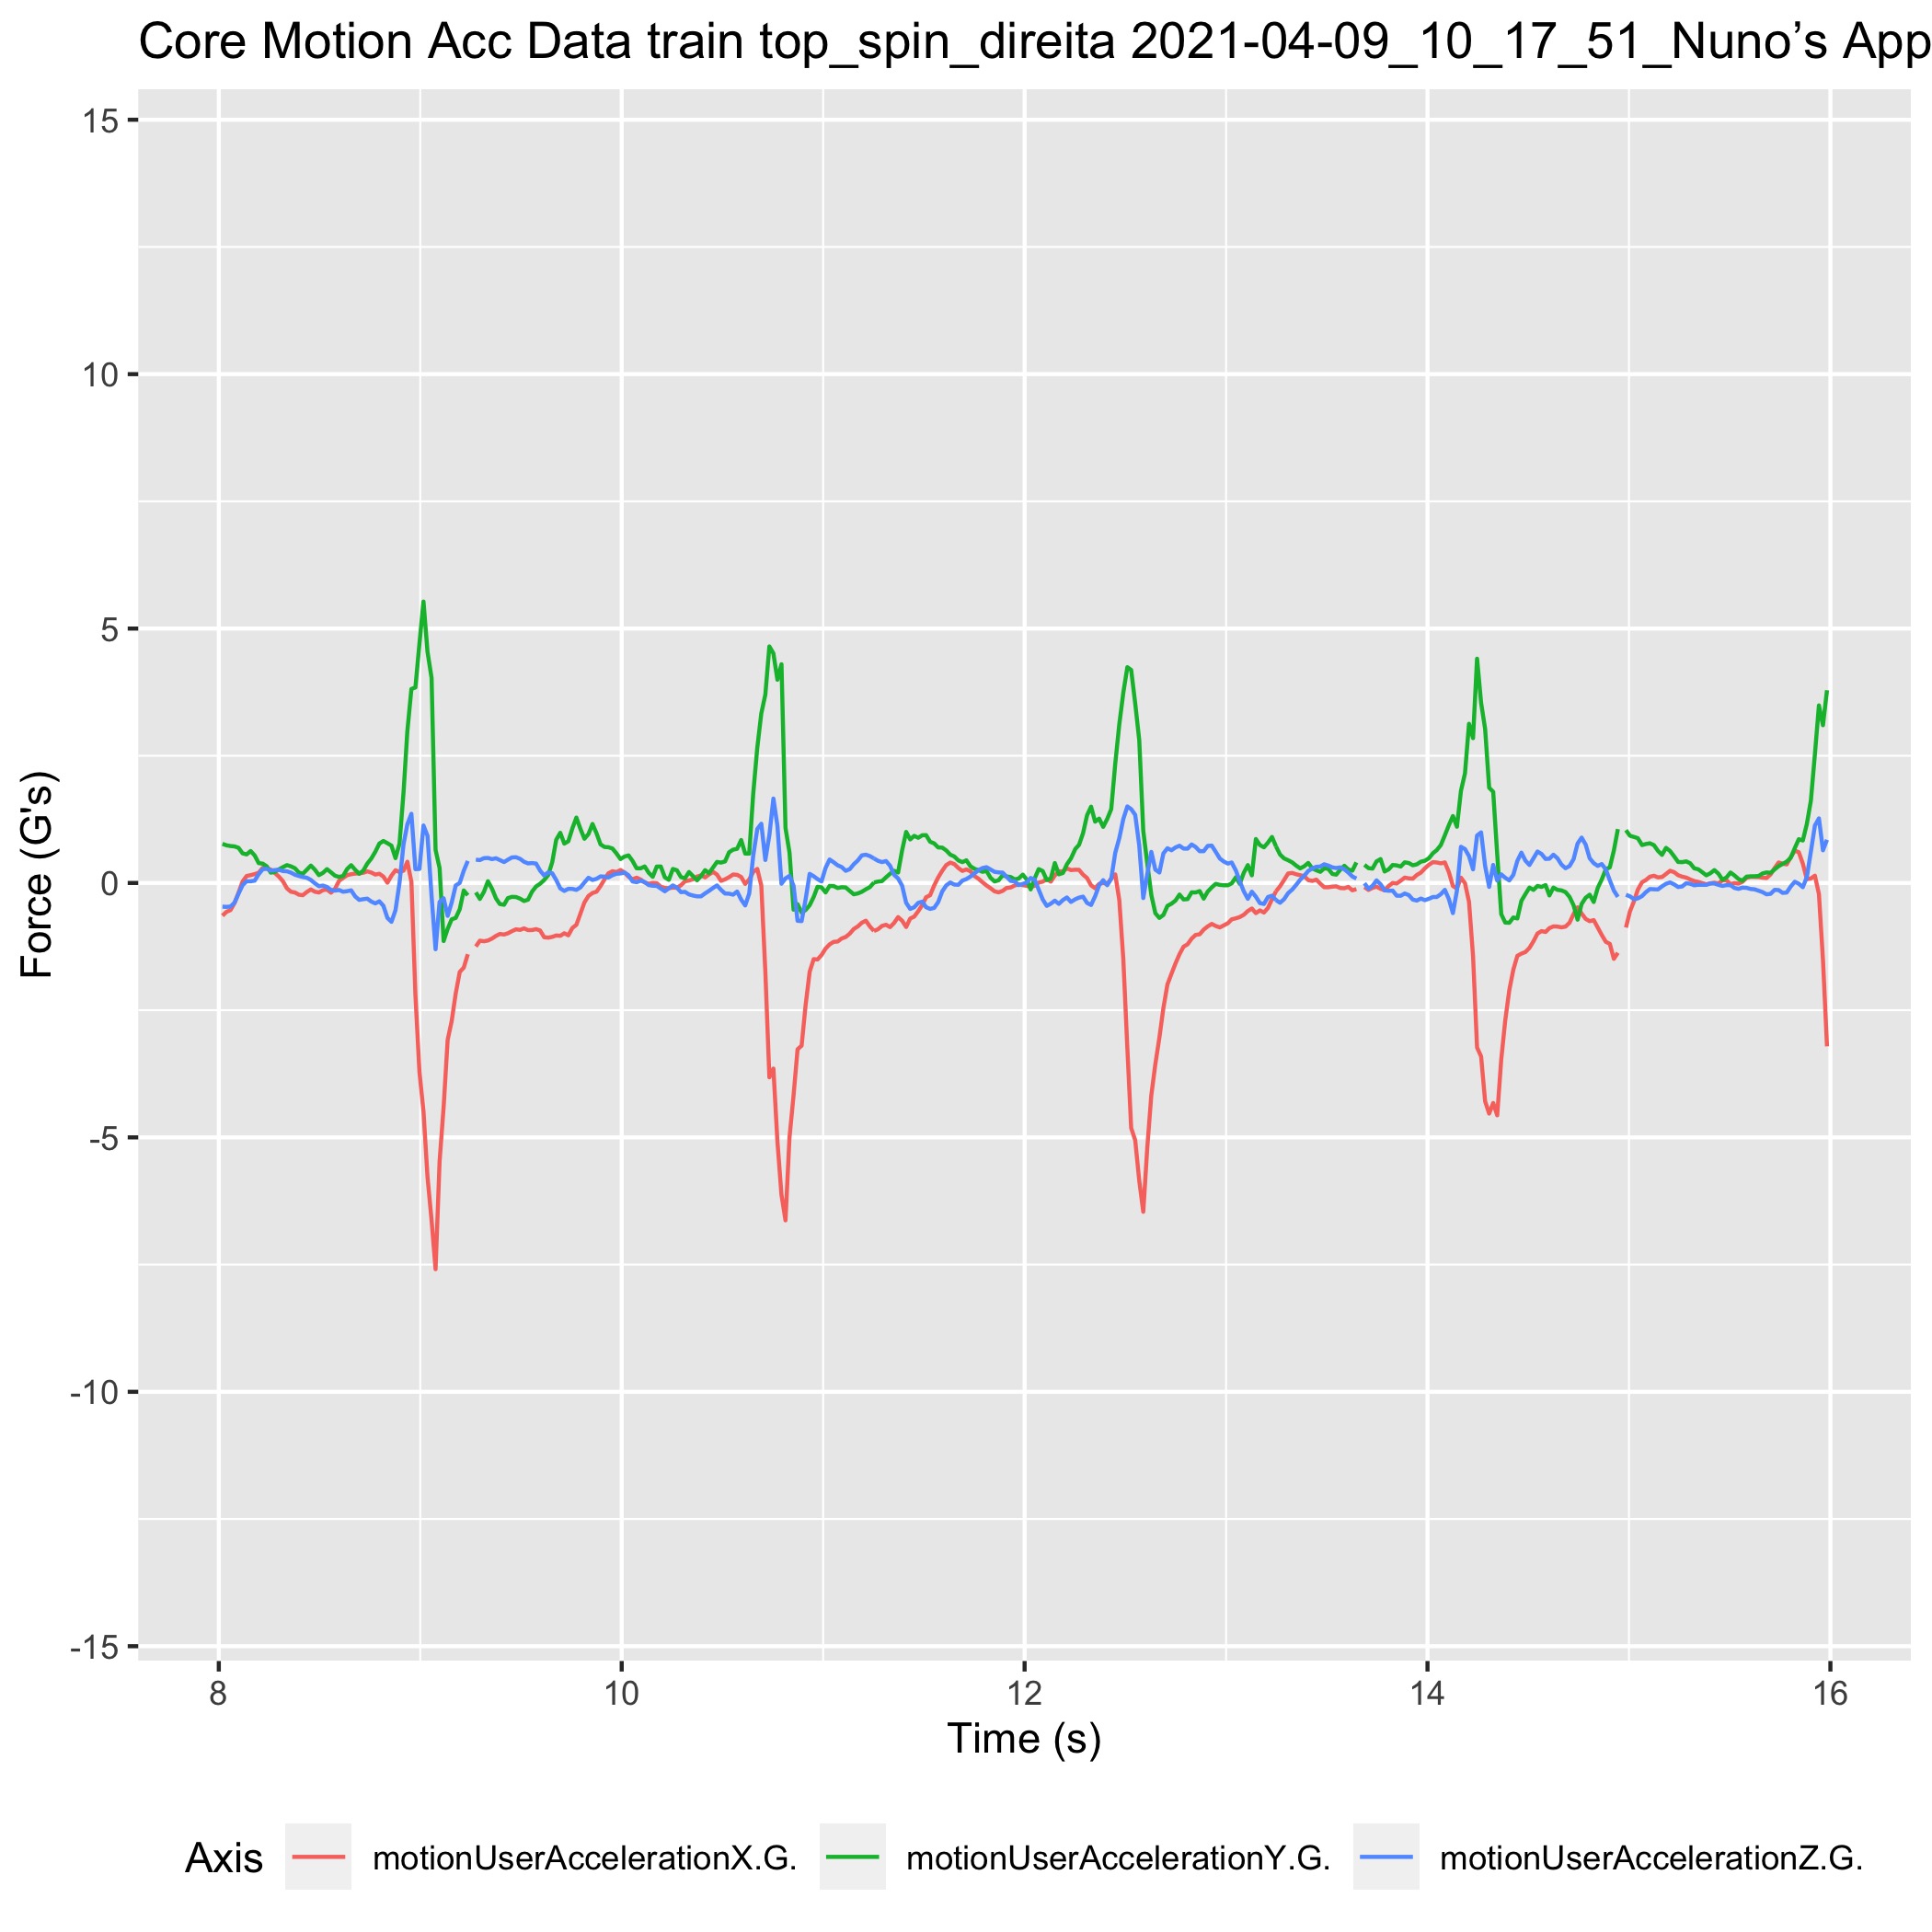 Core Motion Acc Data train top_spin_direita 2021-04-09_10_17_51_Nuno’s App
15
10
5
0
-5
-10
-15
Force (G's)
8 10 12 14 16
Time (s)
Axis motionUserAccelerationX.G. motionUserAccelerationY.G. motionUserAccelerationZ.G.